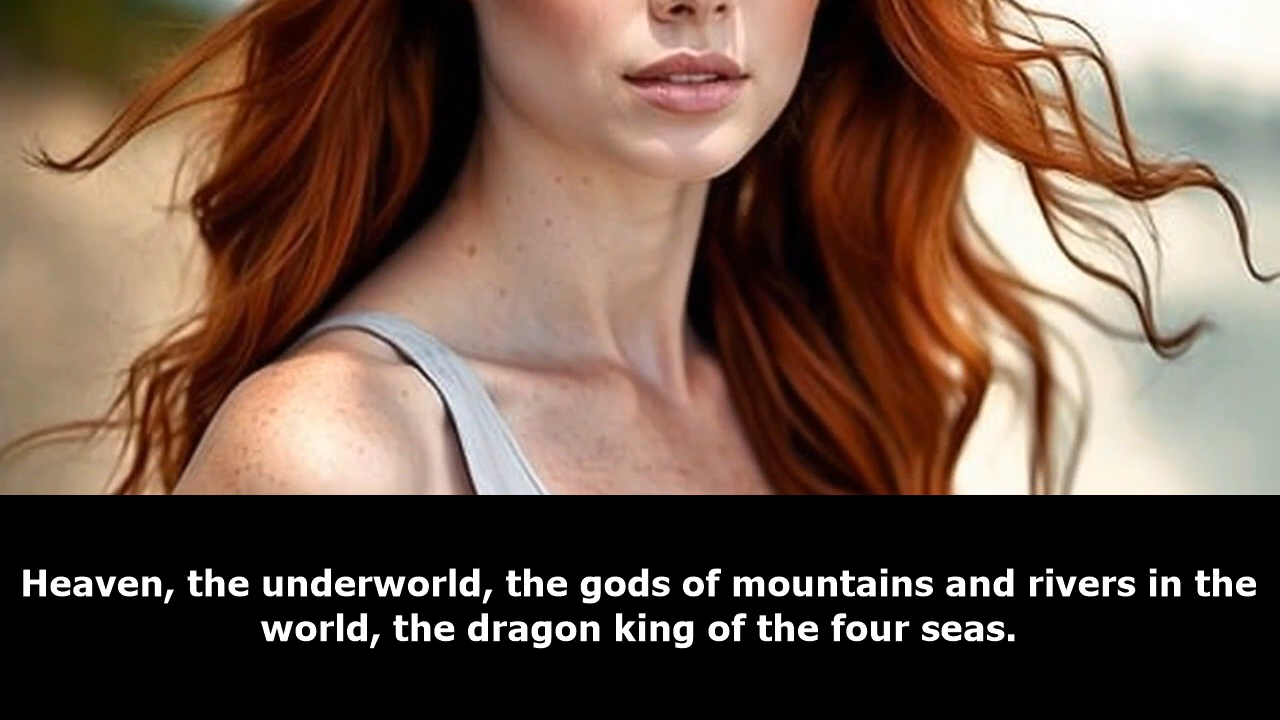 Heaven, the underworld, the gods of mountains and rivers in the
world, the dragon king of the four seas.